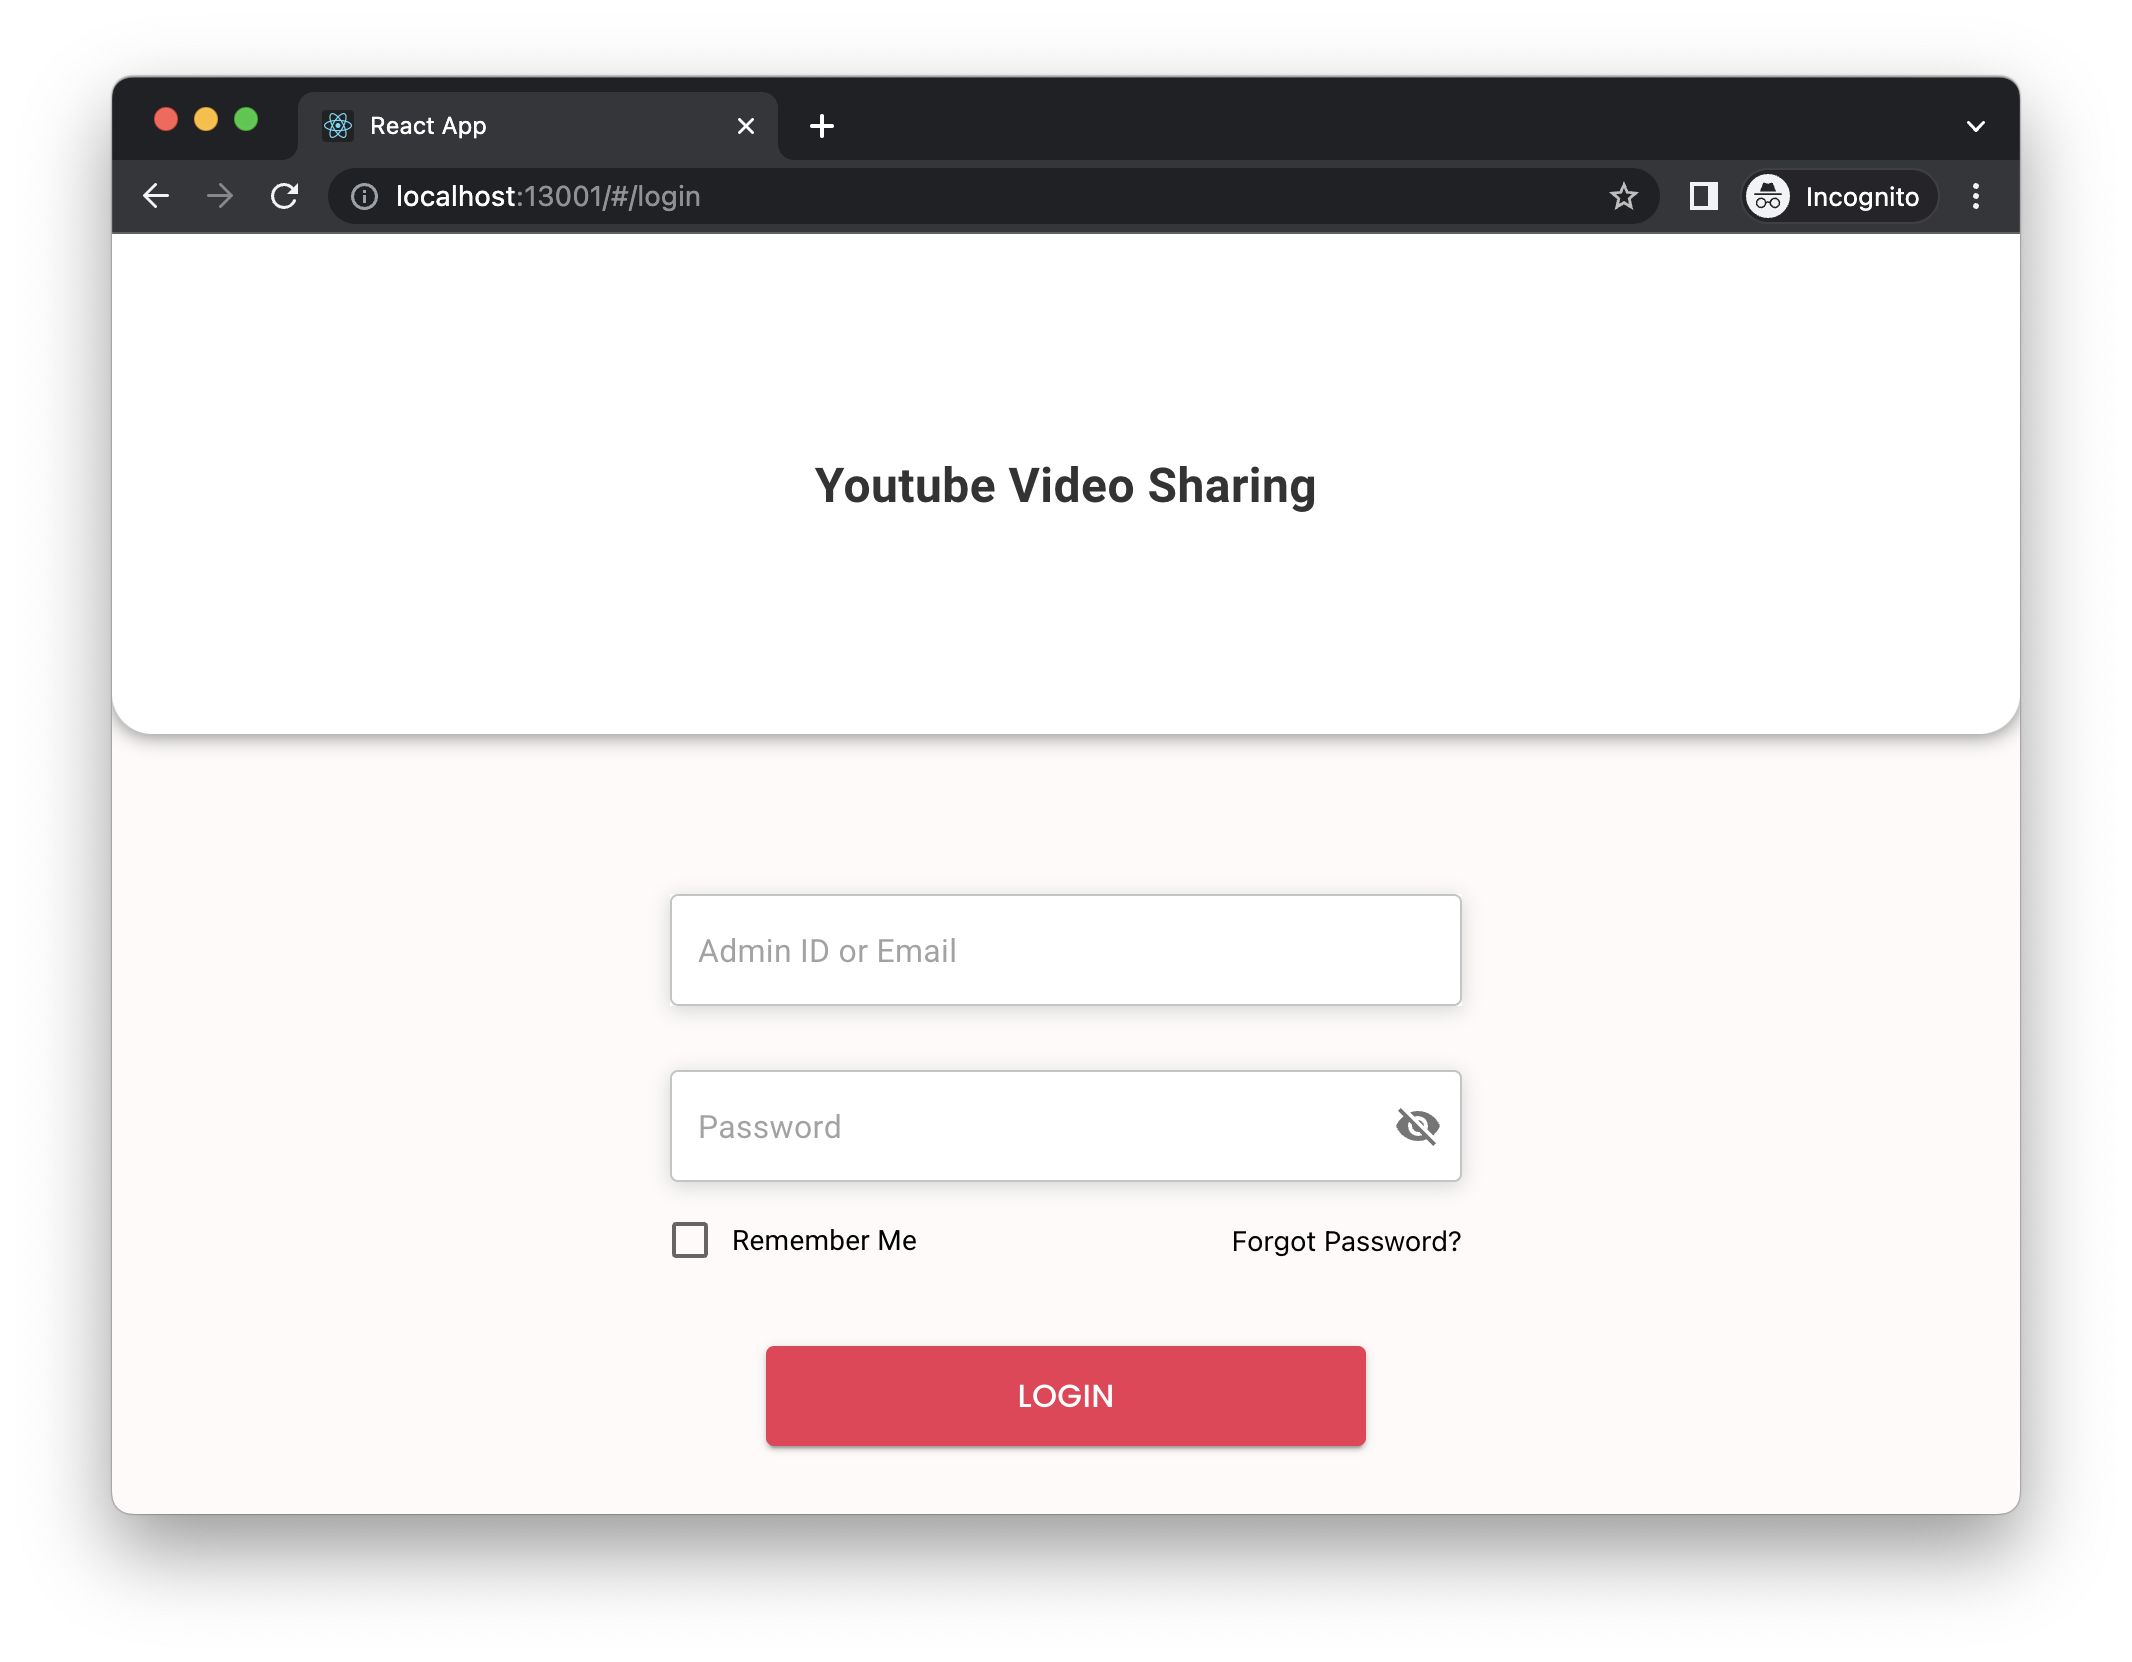 React App
localhost:13001/#/login
Incognito
Youtube Video Sharing
Admin ID or Email
Password
Remember Me
Forgot Password?
LOGIN